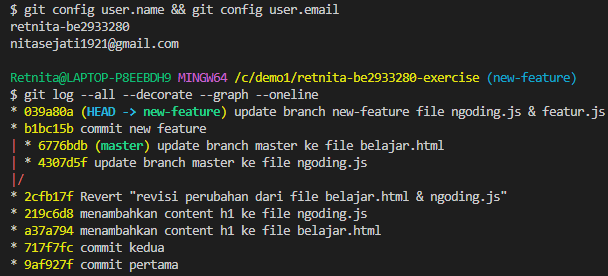 $ git config user.name && git config user.email
retnita-be2933280
nitasejati1921@gmail.com
Retnita@LAPTOP-P8EEBDH9 MINGW64 /c/demo1/retnita-be2933280-exercise (new-feature)
$ git log --all --decorate --graph --oneline
* 039a80a (HEAD -> new-feature) update branch new-feature file ngoding.js & featur.js
* b1bc15b commit new feature
| * 6776bdb (master) update branch master ke file belajar.html
| * 4307d5f update branch master ke file ngoding.js
|/
* 2cfb17f Revert "revisi perubahan dari file belajar.html & ngoding.js"
* 219c6d8 menambahkan content h1 ke file ngoding.js
* a37a794 menambahkan content h1 ke file belajar.html
* 717f7fc commit kedua
* 9af927f commit pertama